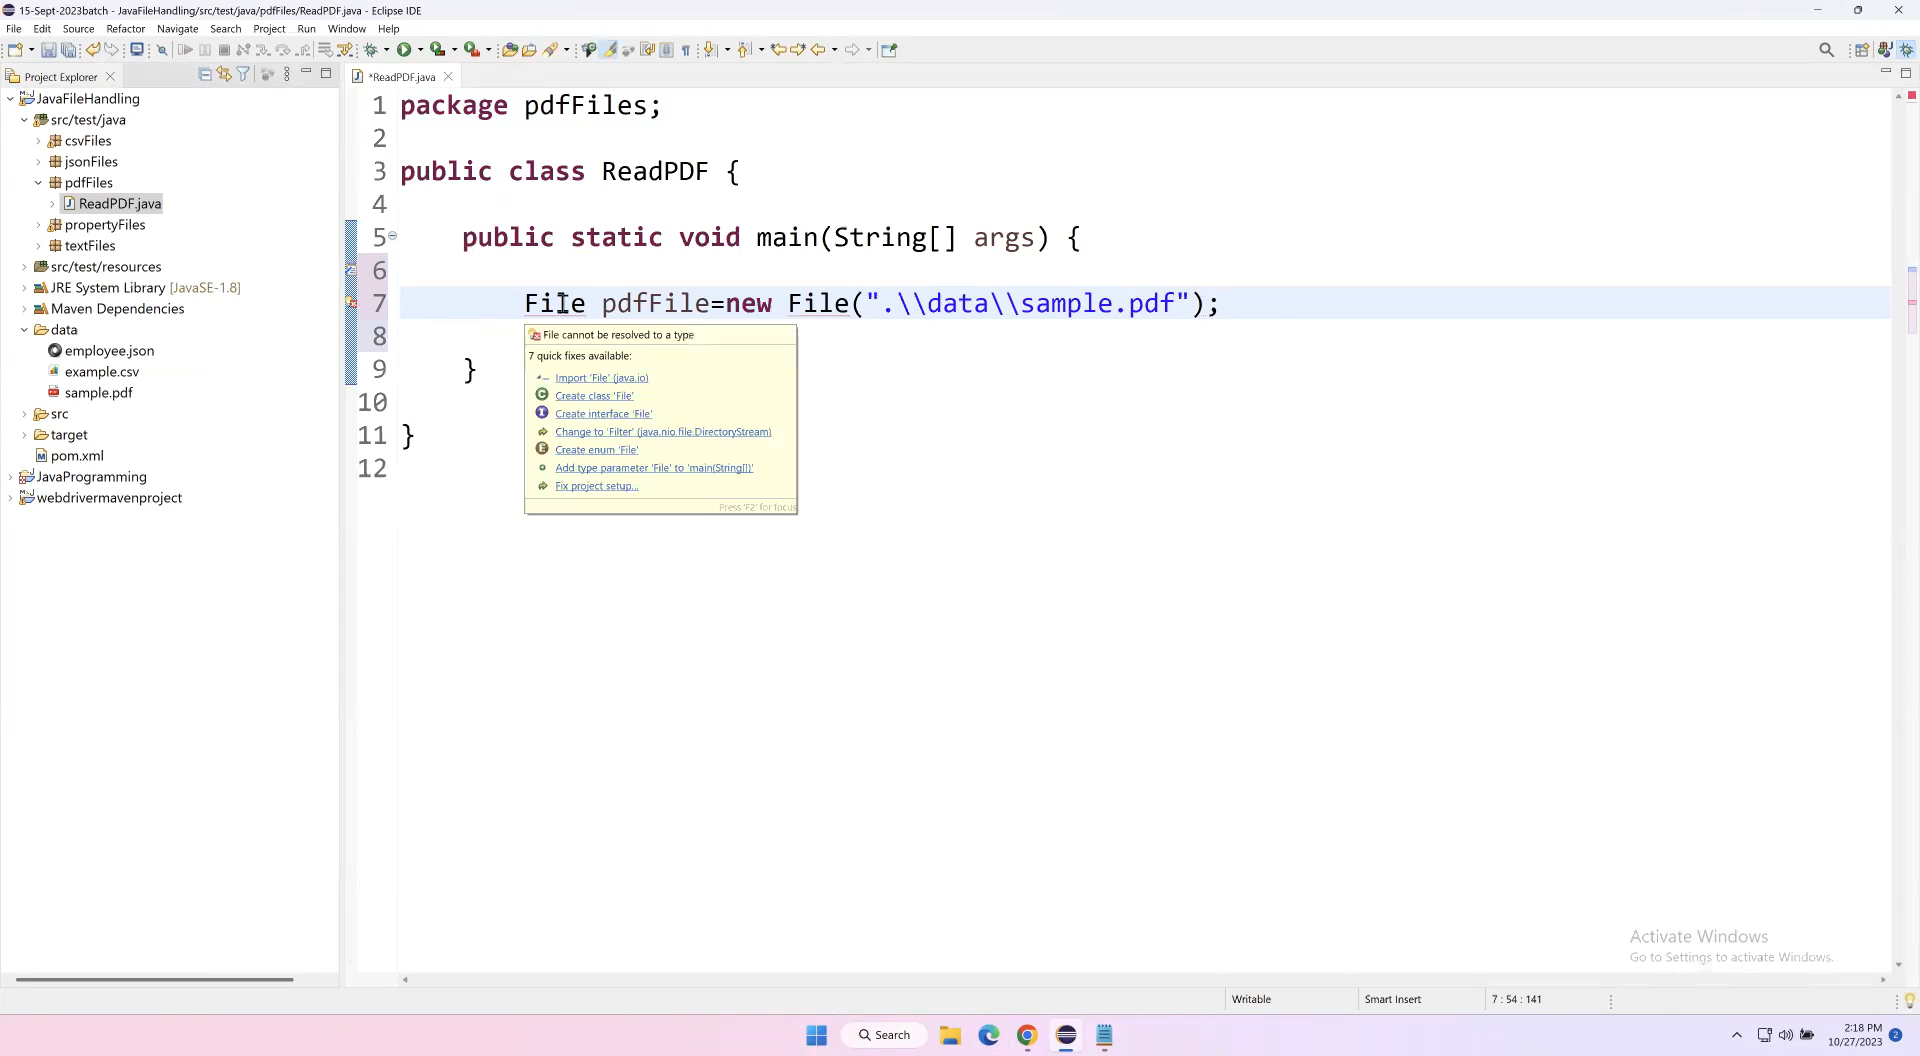 15-Sept-2023batch - JavaFileHandling/src/test/java/pdfFiles/ReadPDF.java - Eclipse IDE
File Edit Source Refactor Navigate Search Project Run Window Help
Project Explorer
*ReadPDF.java
JavaFileHandling
src/test/java
csvFiles
jsonFiles
pdfFiles
ReadPDF.java
propertyFiles
textFiles
src/test/resources
JRE System Library [JavaSE-1.8]
Maven Dependencies
data
employee.json
example.csv
sample.pdf
src
target
pom.xml
JavaProgramming
webdrivermavenproject
1 package pdfFiles;
2
3 public class ReadPDF {
4
5 public static void main(String[] args) {
6
7 File pdfFile=new File(".\\data\\sample.pdf");
8
9 }
10
11 }
12
File cannot be resolved to a type
7 quick fixes available:
Import 'File' (java.io)
Create class 'File'
Create interface 'File'
Change to 'Filter' (java.nio.file.DirectoryStream)
Create enum 'File'
Add type parameter 'File' to 'main(String[])'
Fix project setup...
Press 'F2' for focus
Activate Windows
Go to Settings to activate Windows.
Writable Smart Insert 7 : 54 : 141
Search
2:18 PM
10/27/2023
2